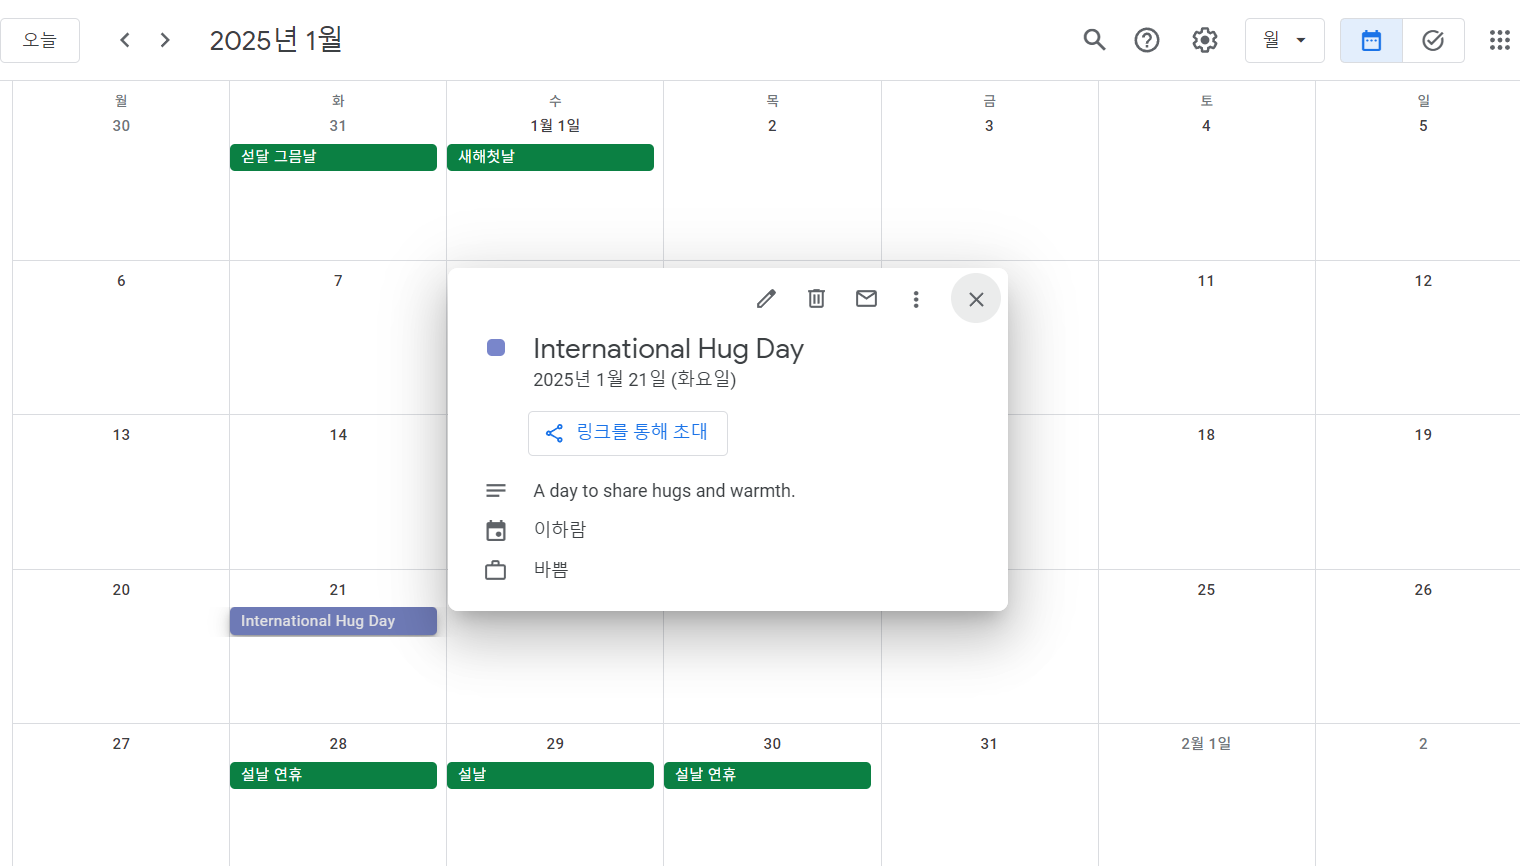 오늘
2025년 1월
월
월 화 수 목 금 토 일
30 31 1월 1일 2 3 4 5
섣달 그믐날 새해첫날
6 7 11 12
International Hug Day
2025년 1월 21일 (화요일)
링크를 통해 초대
A day to share hugs and warmth.
이하람
바쁨
13 14 18 19
20 21 25 26
International Hug Day
27 28 29 30 31 2월 1일 2
설날 연휴 설날 설날 연휴